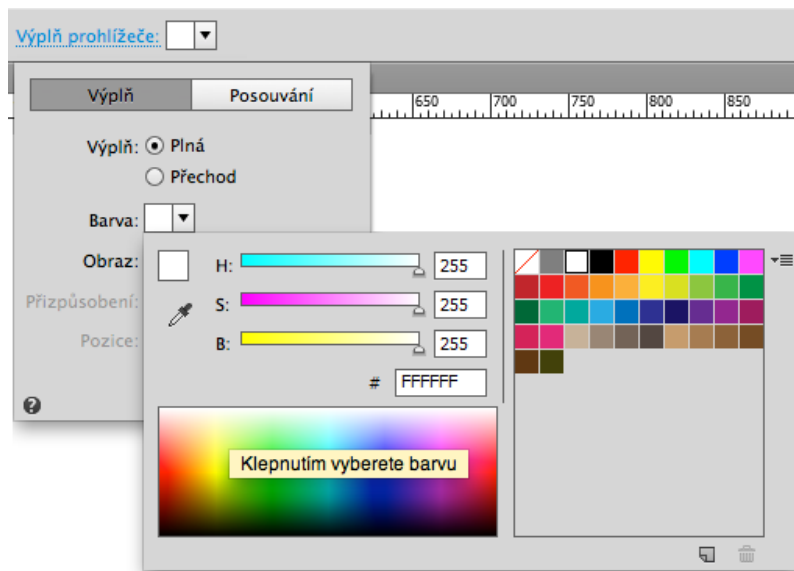 Výplň prohlížeče:
Výplň Posouvání
650 700 750 800 850
Výplň: Plná
Přechod
Barva:
Obraz:
H: 255
Přizpůsobení:
S: 255
Pozice:
B: 255
# FFFFFF
?
Klepnutím vyberete barvu